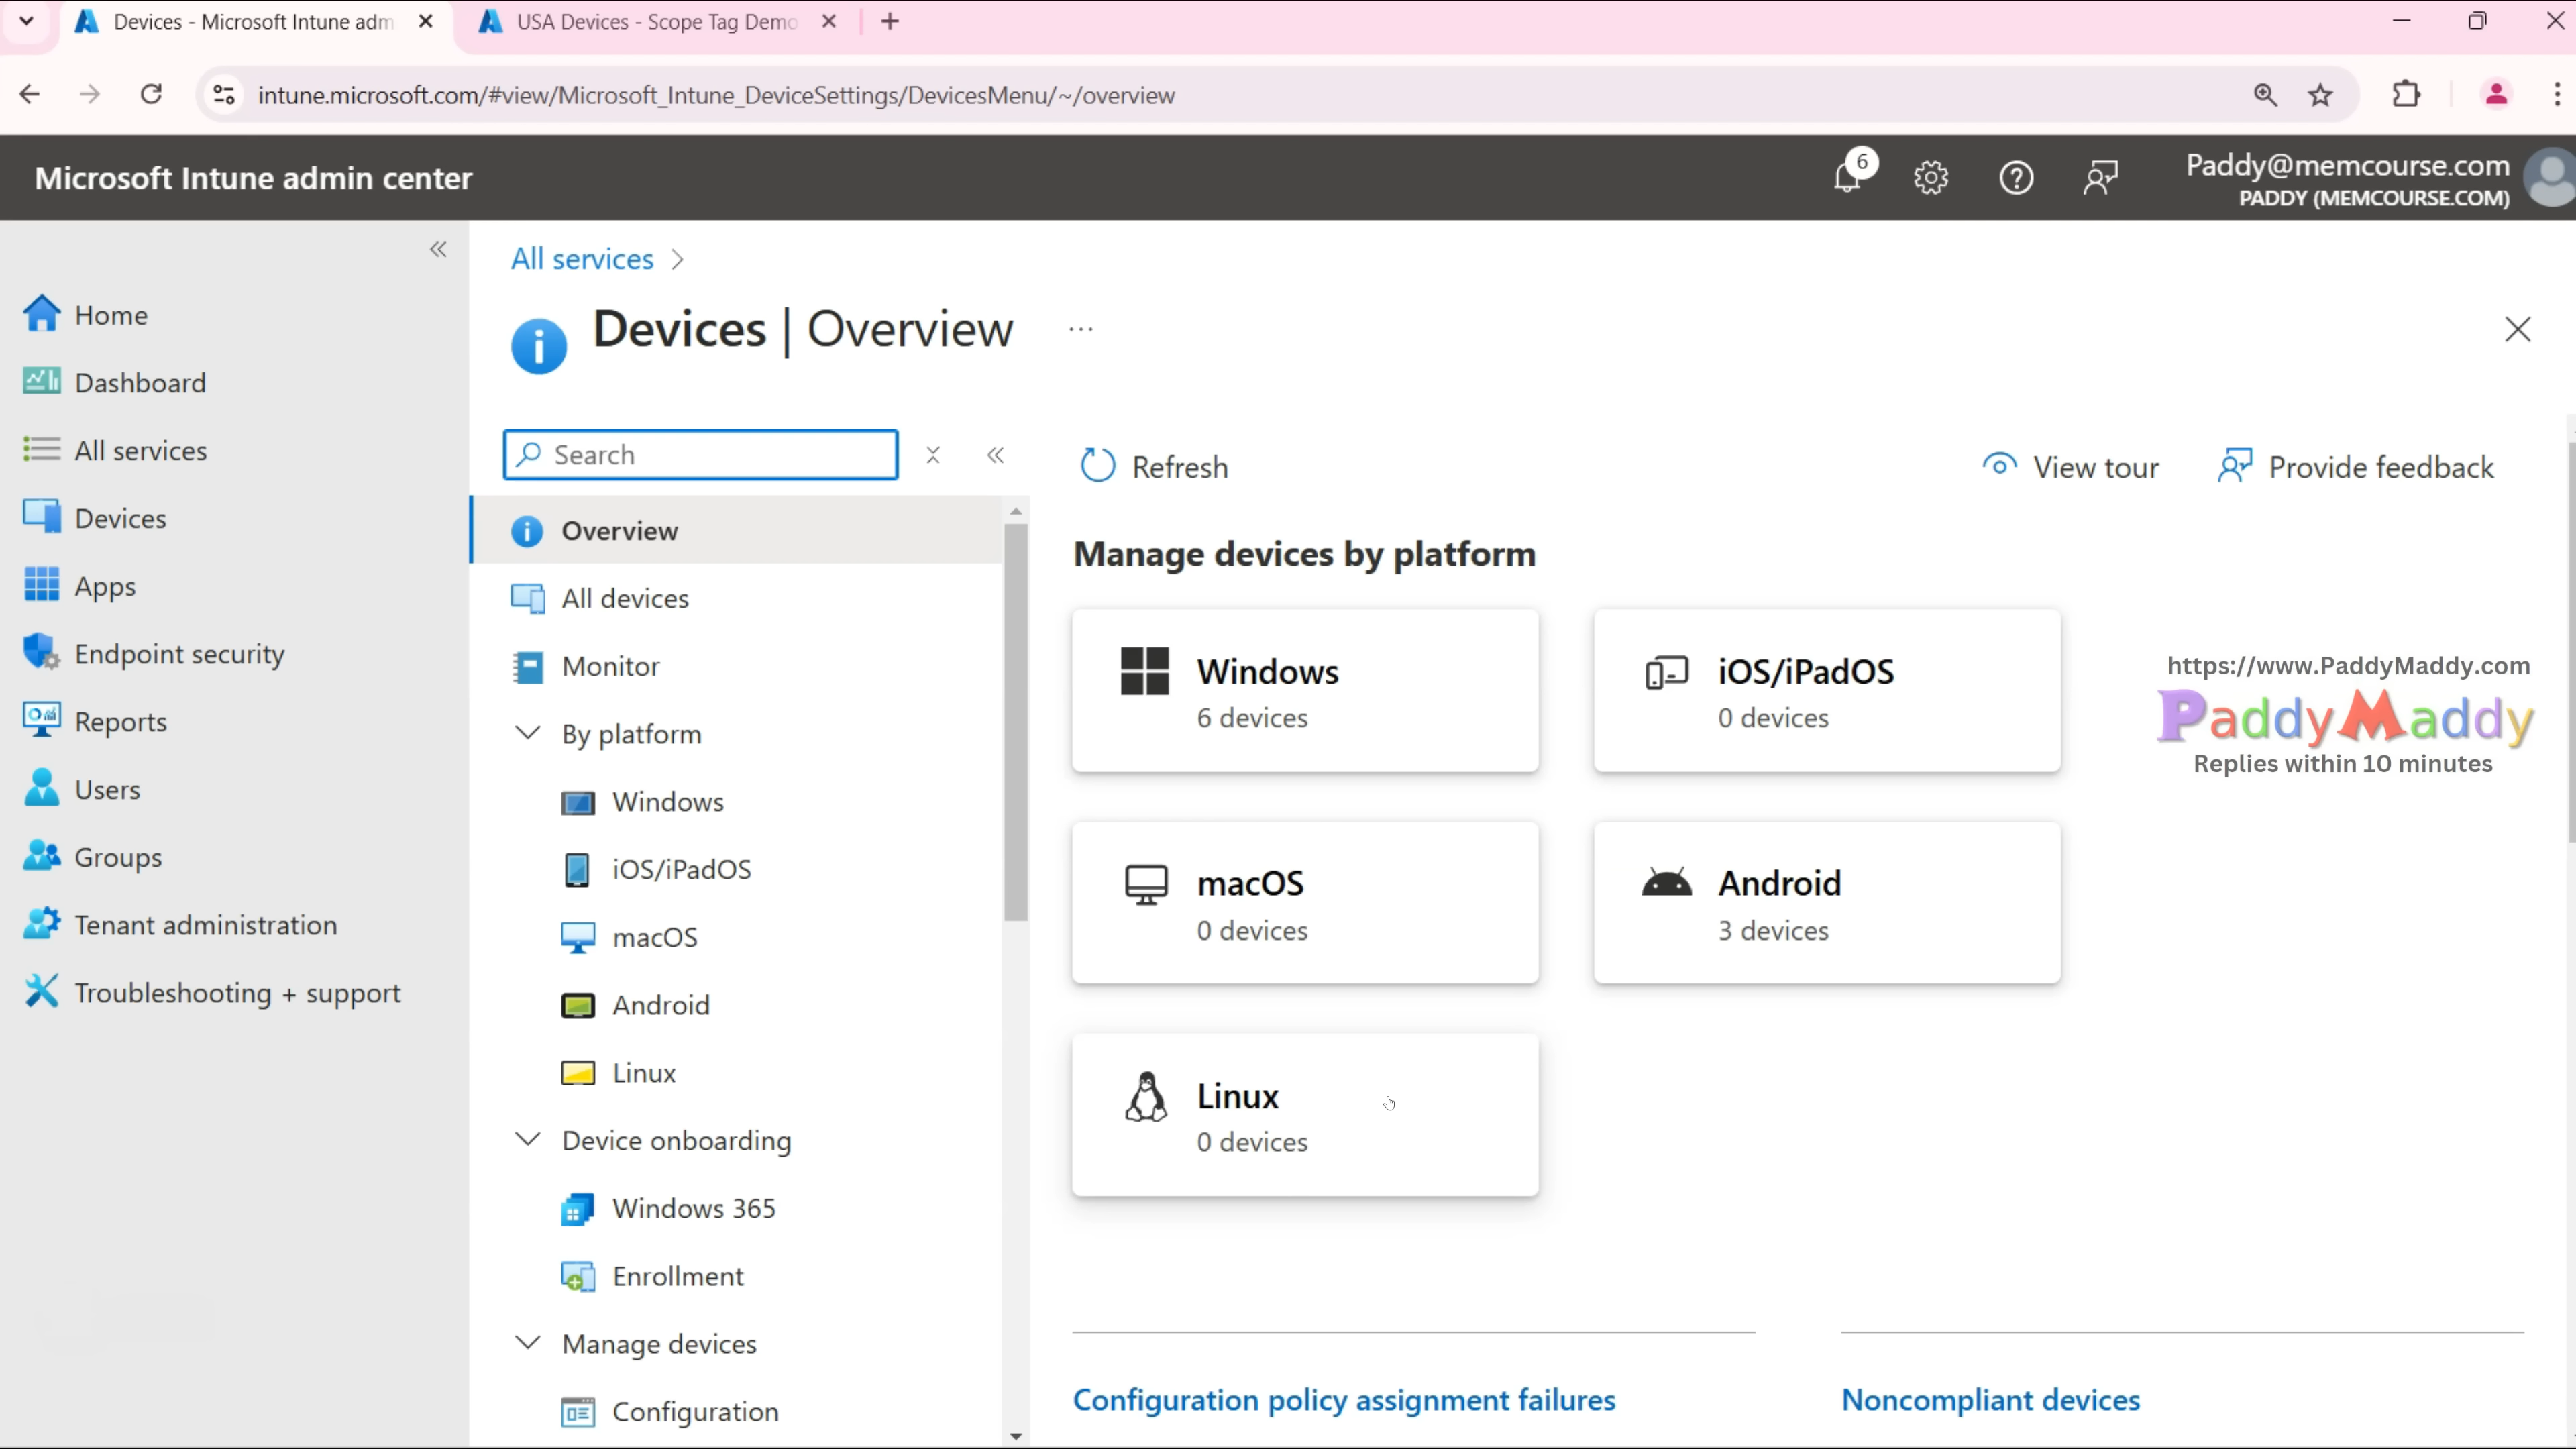 Devices - Microsoft Intune adm
USA Devices - Scope Tag Demo
intune.microsoft.com/#view/Microsoft_Intune_DeviceSettings/DevicesMenu/~/overview
Microsoft Intune admin center
6
Paddy@memcourse.com
PADDY (MEMCOURSE.COM)
Home
Dashboard
All services
Devices
Apps
Endpoint security
Reports
Users
Groups
Tenant administration
Troubleshooting + support
All services
Devices | Overview
Search
Overview
All devices
Monitor
By platform
Windows
iOS/iPadOS
macOS
Android
Linux
Device onboarding
Windows 365
Enrollment
Manage devices
Configuration
Refresh
View tour
Provide feedback
Manage devices by platform
Windows
6 devices
iOS/iPadOS
0 devices
macOS
0 devices
Android
3 devices
Linux
0 devices
https://www.PaddyMaddy.com
PaddyMaddy
Replies within 10 minutes
Configuration policy assignment failures
Noncompliant devices